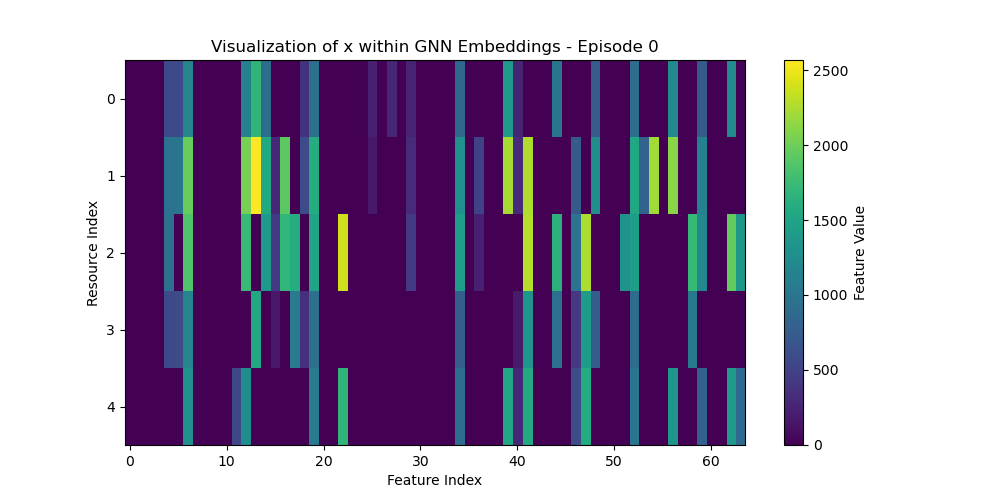 Visualization of x within GNN Embeddings - Episode 0
Resource Index
0
1
2
3
4
0 10 20 30 40 50 60
Feature Index
2500
2000
1500
1000
500
0
Feature Value